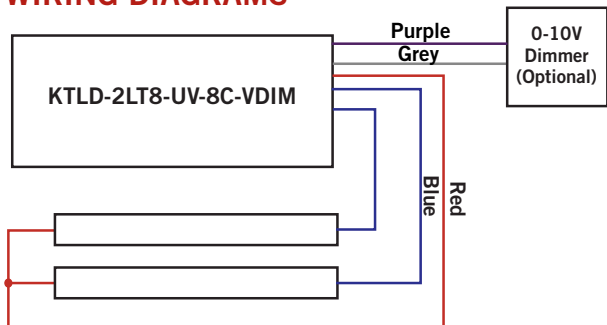 WIRING DIAGRAMS
Purple
Grey
0-10V
Dimmer
(Optional)
KTLD-2LT8-UV-8C-VDIM
Blue
Red